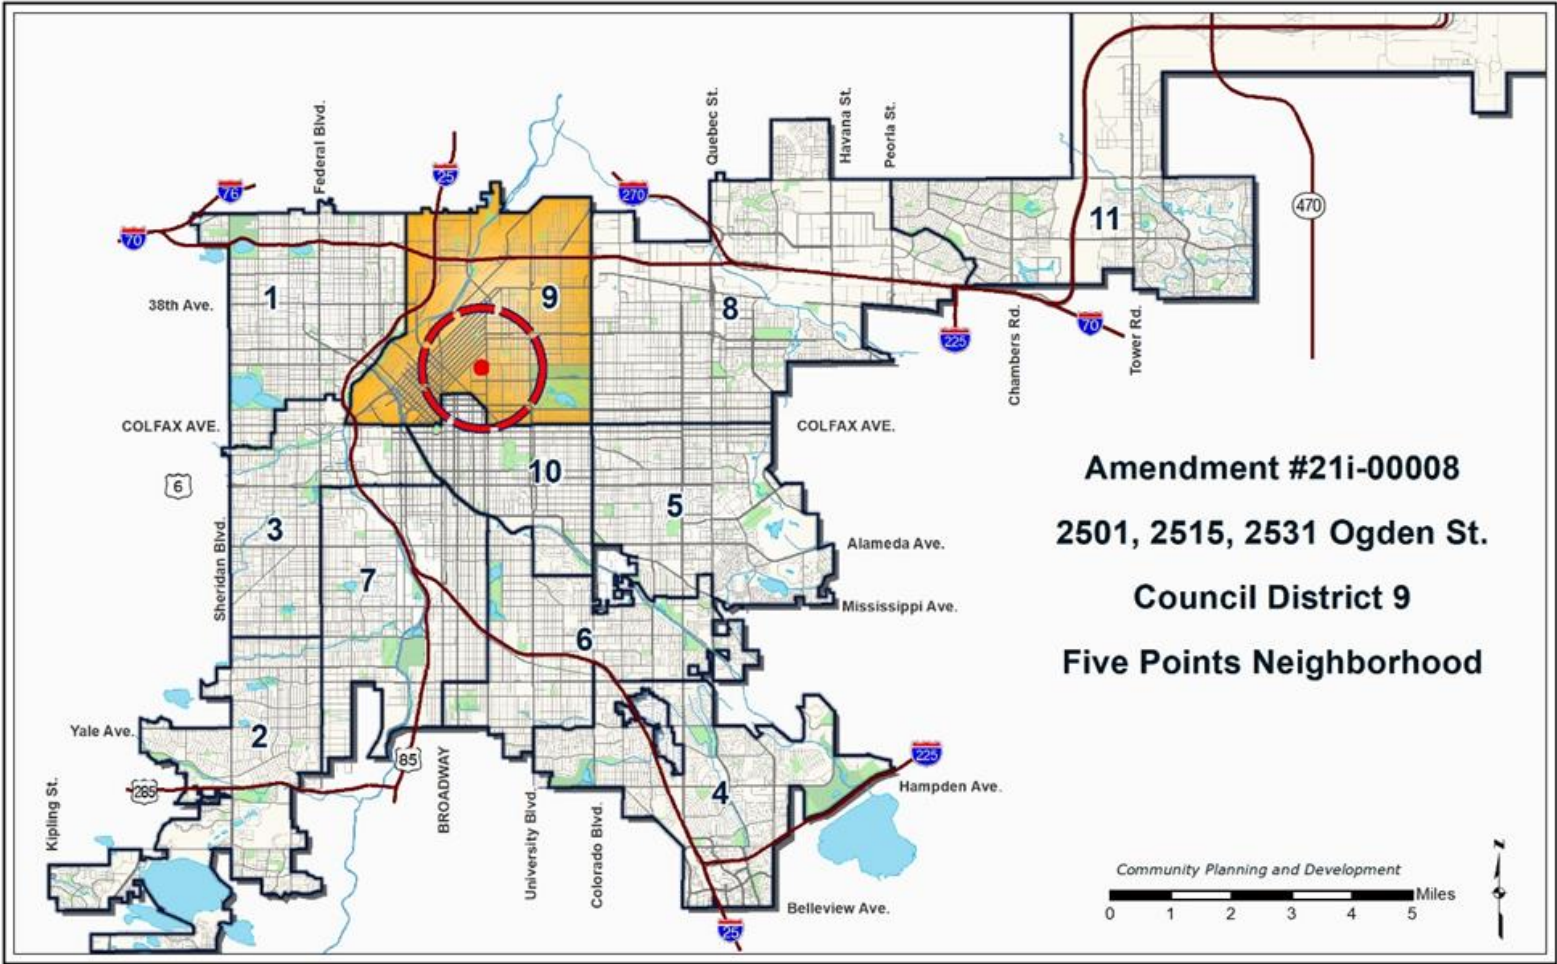 Federal Blvd.
Quebec St.
Havana St.
Peoria St.
76
25
270
70
470
11
1
9
8
38th Ave.
225
70
Chambers Rd.
Tower Rd.
COLFAX AVE.
COLFAX AVE.
6
10
5
3
7
Sheridan Blvd.
Alameda Ave.
Mississippi Ave.
6
Amendment #21i-00008
2501, 2515, 2531 Ogden St.
Council District 9
Five Points Neighborhood
Yale Ave.
2
85
285
225
Hampden Ave.
4
Kipling St.
BROADWAY
University Blvd.
Colorado Blvd.
Belleview Ave.
25
Community Planning and Development
Miles
0 1 2 3 4 5
N